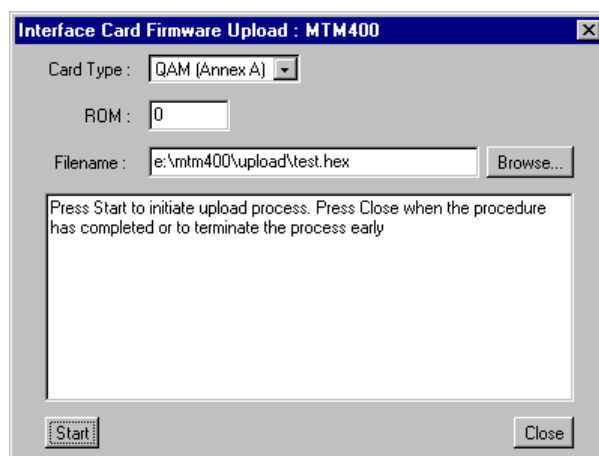 Interface Card Firmware Upload : MTM400
Card Type : QAM (Annex A)
ROM : 0
Filename : e:\mtm400\upload\test.hex Browse...
Press Start to initiate upload process. Press Close when the procedure
has completed or to terminate the process early
Start Close